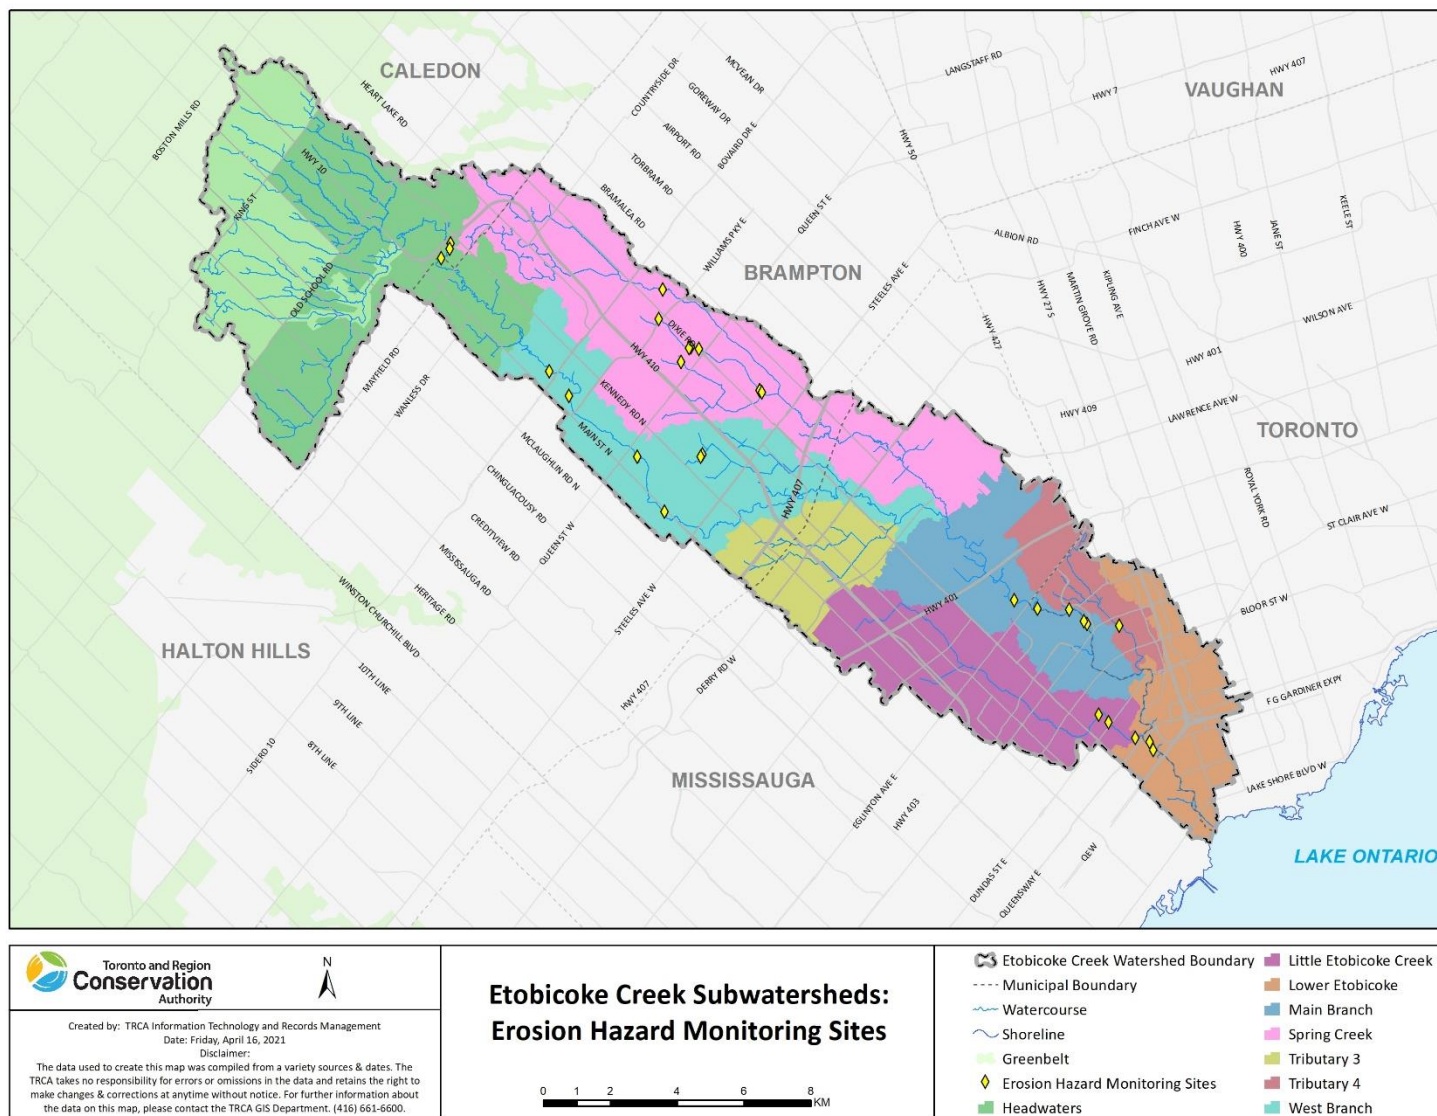 CALEDON
VAUGHAN
BRAMPTON
TORONTO
HALTON HILLS
MISSISSAUGA
LAKE ONTARIO
BOSTON MILLS RD
HEART LAKE RD
HWY 10
KING ST
OLD SCHOOL RD
MAYFIELD RD
WANLESS DR
COUNTRYSIDE DR
MCVEAN DR
GOREWAY DR
AIRPORT RD
BOVAIRD DR E
TORBRAM RD
BRAMALEA RD
WILLIAMS PKY E
QUEEN ST E
STEELES AVE E
LANGSTAFF RD
HWY 7
HWY 407
HWY 50
ALBION RD
FINCH AVE W
HWY 400
JANE ST
KEELE ST
HWY 427
HWY 27 S
MARTIN GROVE RD
KIPLING AVE
WILSON AVE
HWY 401
HWY 409
LAWRENCE AVE W
ROYAL YORK RD
ST CLAIR AVE W
BLOOR ST W
F G GARDINER EXPY
LAKE SHORE BLVD W
DIXIE RD
HWY 410
KENNEDY RD N
MAIN ST N
MCLAUGHLIN RD N
CHINGUACOUSY RD
CREDITVIEW RD
QUEEN ST W
MISSISSAUGA RD
HERITAGE RD
WINSTON CHURCHILL BLVD
STEELES AVE W
10TH LINE
9TH LINE
8TH LINE
SIDERD 10
HWY 407
HWY 407
DERRY RD W
HWY 401
EGLINTON AVE E
HWY 403
DUNDAS ST E
QUEENSWAY E
QEW
Toronto and Region
Conservation
Authority
N
Created by: TRCA Information Technology and Records Management
Date: Friday, April 16, 2021
Disclaimer:
The data used to create this map was compiled from a variety sources & dates. The
TRCA takes no responsibility for errors or omissions in the data and retains the right to
make changes & corrections at anytime without notice. For further information about
the data on this map, please contact the TRCA GIS Department. (416) 661-6600.
Etobicoke Creek Subwatersheds:
Erosion Hazard Monitoring Sites
0 1 2 4 6 8
KM
Etobicoke Creek Watershed Boundary
Municipal Boundary
Watercourse
Shoreline
Greenbelt
Erosion Hazard Monitoring Sites
Headwaters
Little Etobicoke Creek
Lower Etobicoke
Main Branch
Spring Creek
Tributary 3
Tributary 4
West Branch